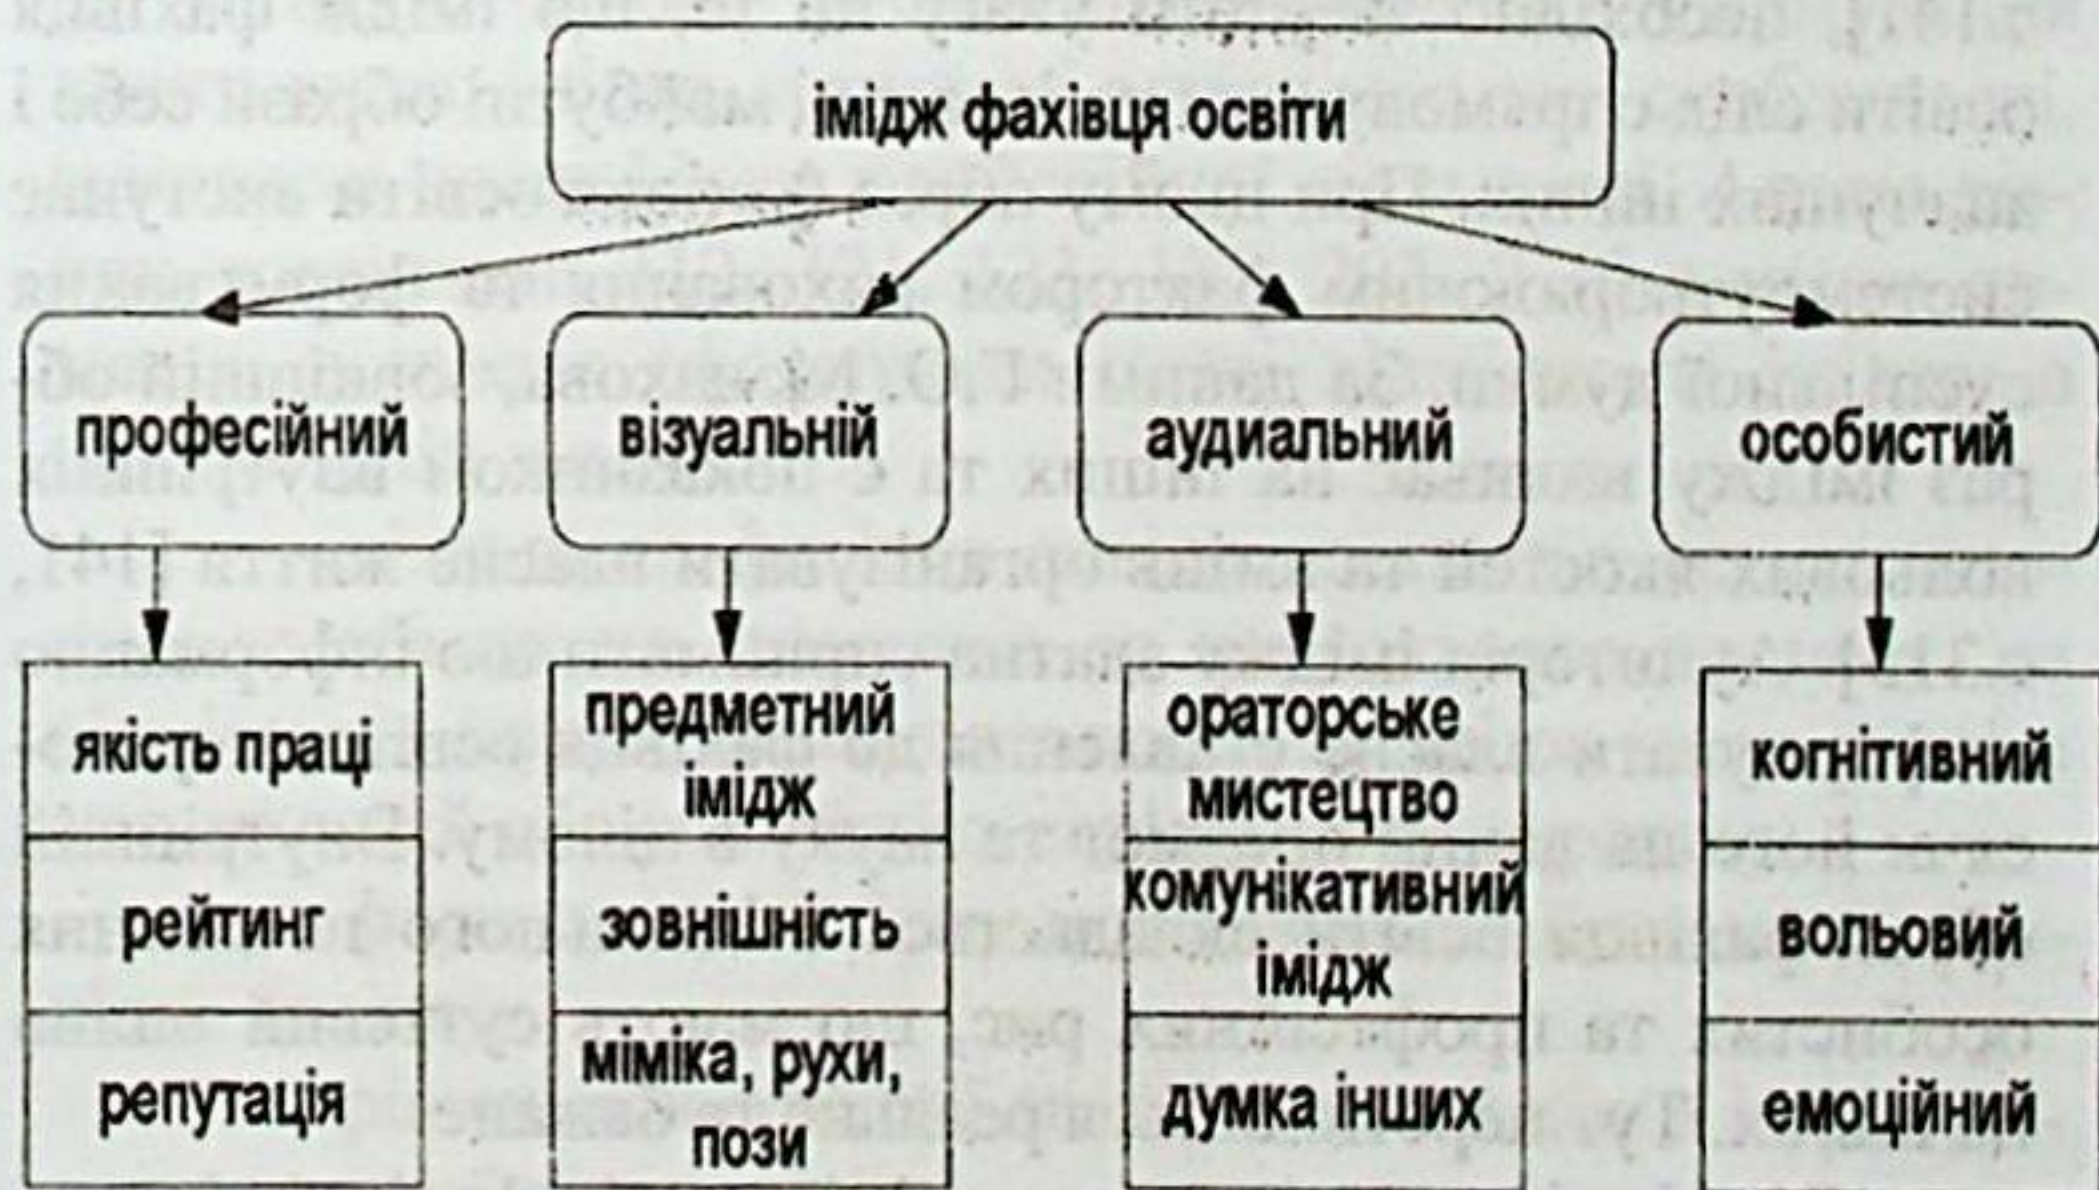 імідж фахівця освіти
професійний
візуальній
аудиальний
особистий
якість праці
рейтинг
репутація
предметний
імідж
зовнішність
міміка, рухи,
пози
ораторське
мистецтво
комунікативний
імідж
думка інших
когнітивний
вольовий
емоційний